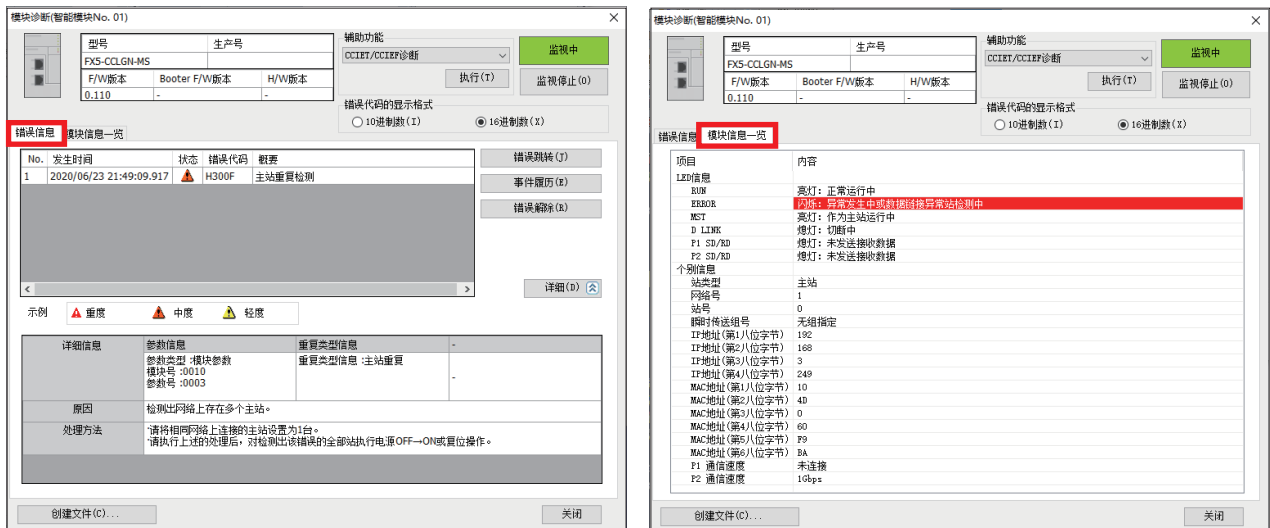 模块诊断(智能模块No. 01)
型号 生产号
FX5-CCLGN-MS
F/W版本 Booter F/W版本 H/W版本
0.110 - -
辅助功能
CCIET/CCIEF诊断
执行(T)
监视中
监视停止(O)
错误代码的显示格式
10进制数(I) 16进制数(X)
错误信息 模块信息一览
No. 发生时间 状态 错误代码 概要
1 2020/06/23 21:49:09.917 H300F 主站重复检测
错误跳转(J)
事件履历(E)
错误解除(R)
详细(D)
示例 重度 中度 轻度
详细信息 参数信息 重复类型信息 -
参数类型 :模块参数 重复类型信息 :主站重复
模块号 :0010
参数号 :0003
-
原因 检测出网络上存在多个主站。
处理方法 ·请将相同网络上连接的主站设置为1台。
·请执行上述的处理后，对检测出该错误的全部站执行电源OFF→ON或复位操作。
创建文件(C)... 关闭
模块诊断(智能模块No. 01)
型号 生产号
FX5-CCLGN-MS
F/W版本 Booter F/W版本 H/W版本
0.110 - -
辅助功能
CCIET/CCIEF诊断
执行(T)
监视中
监视停止(O)
错误代码的显示格式
10进制数(I) 16进制数(X)
错误信息 模块信息一览
项目 内容
LED信息
RUN 亮灯: 正常运行中
ERROR 闪烁: 异常发生中或数据链接异常站检测中
MST 亮灯: 作为主站运行中
D LINK 熄灯: 切断中
P1 SD/RD 熄灯: 未发送接收数据
P2 SD/RD 熄灯: 未发送接收数据
个别信息
站类型 主站
网络号 1
站号 0
瞬时传送组号 无组指定
IP地址(第1八位字节) 192
IP地址(第2八位字节) 168
IP地址(第3八位字节) 3
IP地址(第4八位字节) 249
MAC地址(第1八位字节) 10
MAC地址(第2八位字节) 4D
MAC地址(第3八位字节) 0
MAC地址(第4八位字节) 60
MAC地址(第5八位字节) F9
MAC地址(第6八位字节) BA
P1 通信速度 未连接
P2 通信速度 1Gbps
创建文件(C)... 关闭